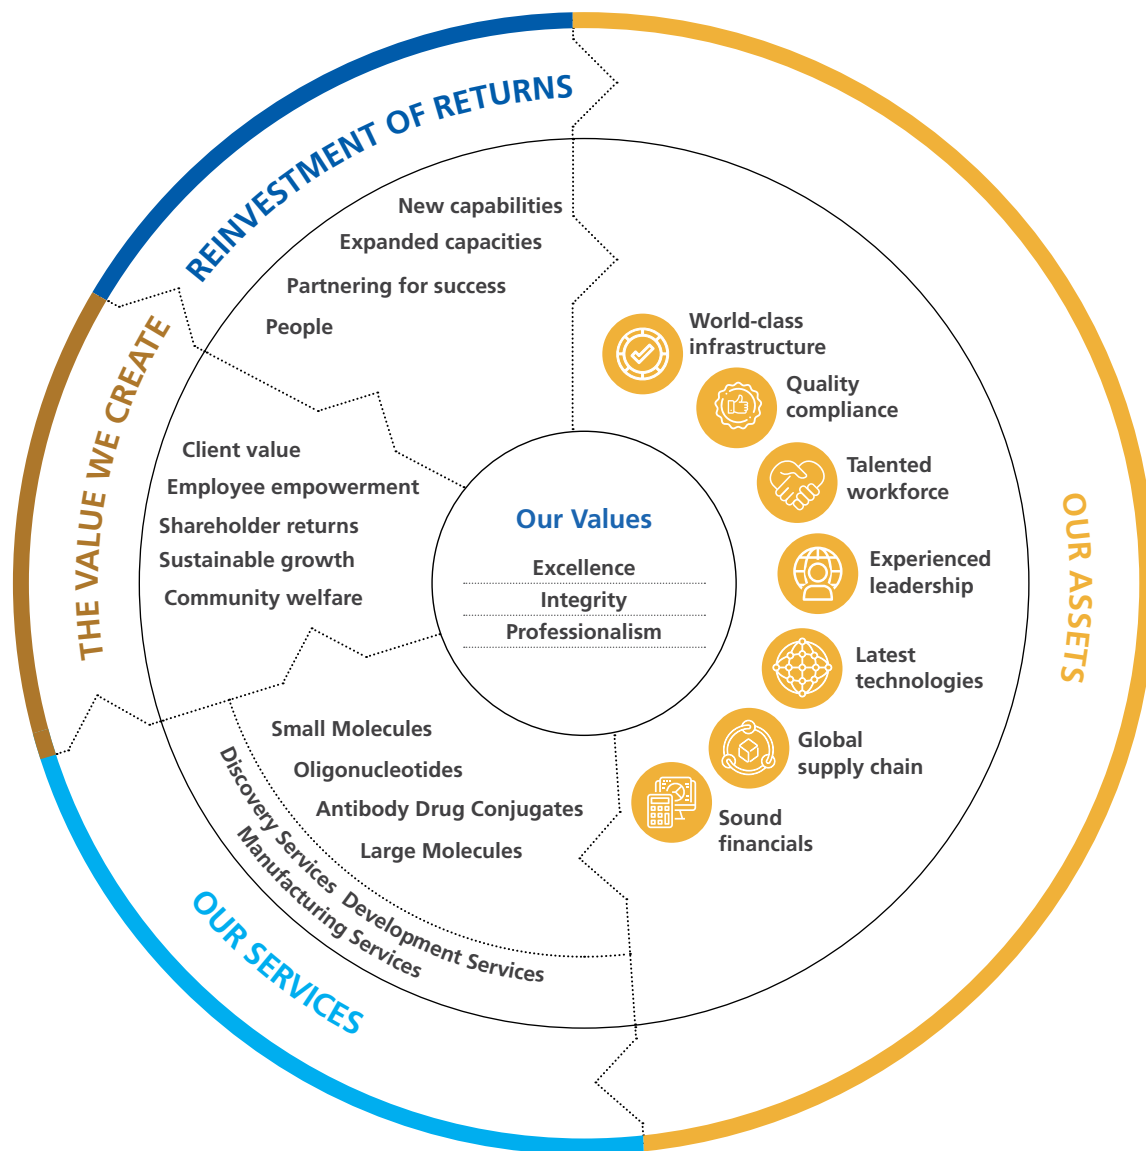 REINVESTMENT OF RETURNS
New capabilities
Expanded capacities
Partnering for success
People
OUR ASSETS
World-class
infrastructure
Quality
compliance
Talented
workforce
Experienced
leadership
Latest
technologies
Global
supply chain
Sound
financials
OUR SERVICES
Small Molecules
Oligonucleotides
Antibody Drug Conjugates
Large Molecules
Discovery Services
Development Services
Manufacturing Services
THE VALUE WE CREATE
Client value
Employee empowerment
Shareholder returns
Sustainable growth
Community welfare
Our Values
Excellence
Integrity
Professionalism